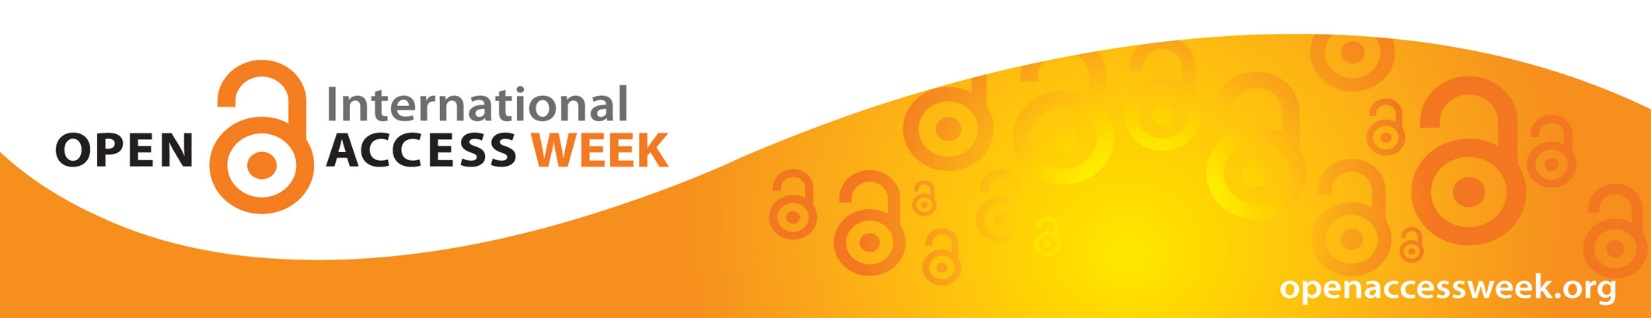 International
OPEN ACCESS WEEK
openaccessweek.org